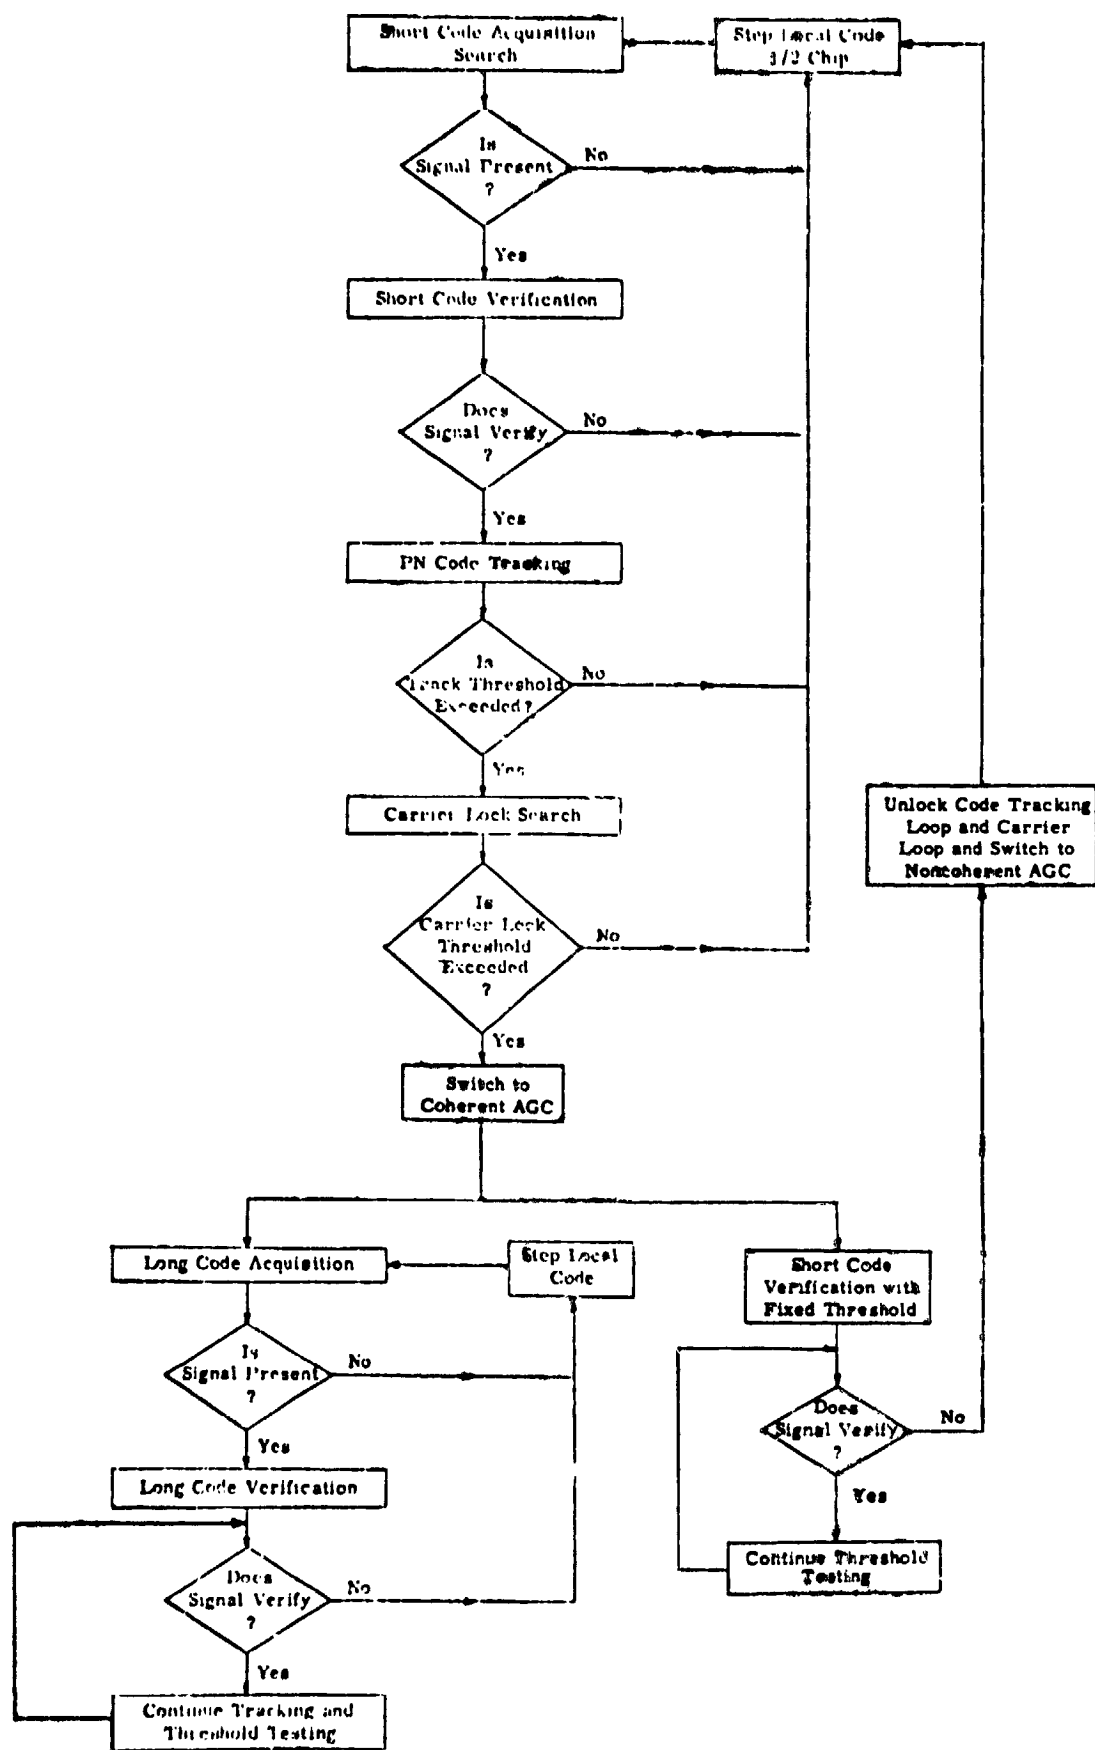 Short Code Acquisition
Search
Step Local Code
1/2 Chip
Is
Signal Present
?
No
Yes
Short Code Verification
Does
Signal Verify
?
No
Yes
PN Code Tracking
Is
Track Threshold
Exceeded?
No
Yes
Carrier Lock Search
Unlock Code Tracking
Loop and Carrier
Loop and Switch to
Noncoherent AGC
Is
Carrier Lock
Threshold
Exceeded
?
No
Yes
Switch to
Coherent AGC
Long Code Acquisition
Step Local
Code
Short Code
Verification with
Fixed Threshold
Is
Signal Present
?
No
Yes
Does
Signal Verify
?
No
Yes
Long Code Verification
Continue Threshold
Testing
Does
Signal Verify
?
No
Yes
Continue Tracking and
Threshold Testing